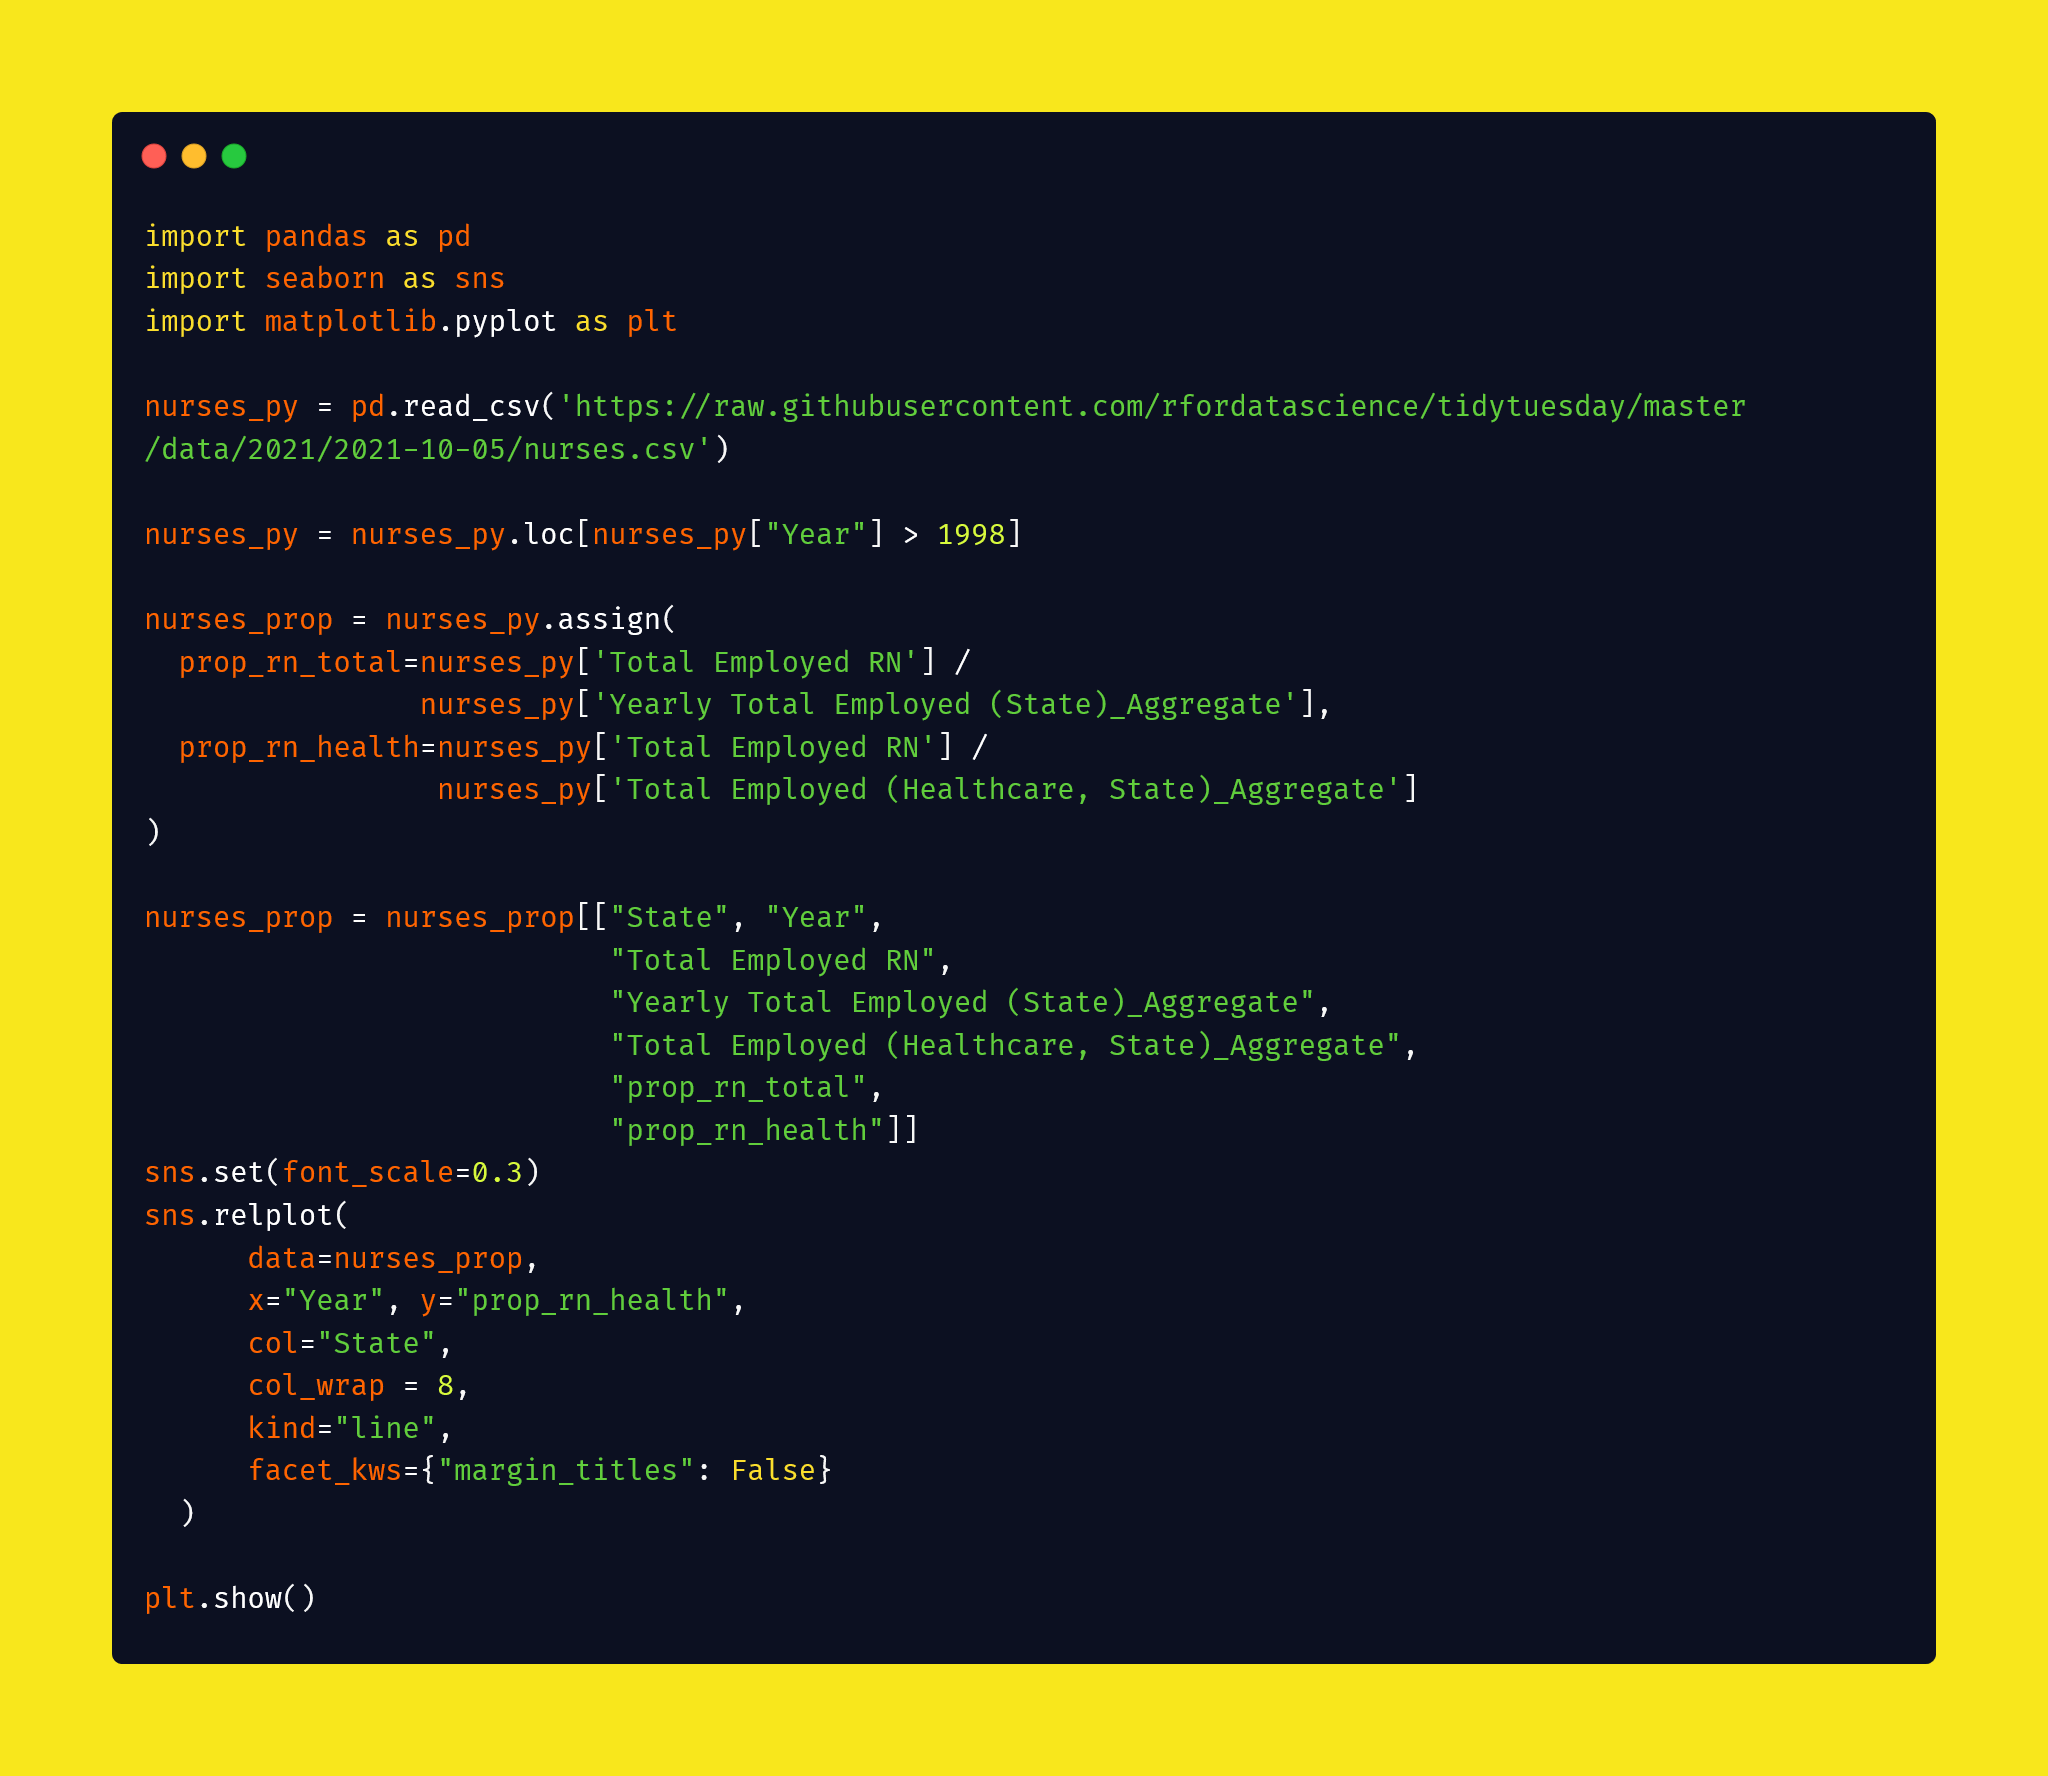 import pandas as pd
import seaborn as sns
import matplotlib.pyplot as plt

nurses_py = pd.read_csv('https://raw.githubusercontent.com/rfordatascience/tidytuesday/master
/data/2021/2021-10-05/nurses.csv')

nurses_py = nurses_py.loc[nurses_py["Year"] > 1998]

nurses_prop = nurses_py.assign(
  prop_rn_total=nurses_py['Total Employed RN'] /
                nurses_py['Yearly Total Employed (State)_Aggregate'],
  prop_rn_health=nurses_py['Total Employed RN'] /
                 nurses_py['Total Employed (Healthcare, State)_Aggregate']
)

nurses_prop = nurses_prop[["State", "Year",
                           "Total Employed RN",
                           "Yearly Total Employed (State)_Aggregate",
                           "Total Employed (Healthcare, State)_Aggregate",
                           "prop_rn_total",
                           "prop_rn_health"]]
sns.set(font_scale=0.3)
sns.relplot(
      data=nurses_prop,
      x="Year", y="prop_rn_health",
      col="State",
      col_wrap = 8,
      kind="line",
      facet_kws={"margin_titles": False}
  )

plt.show()